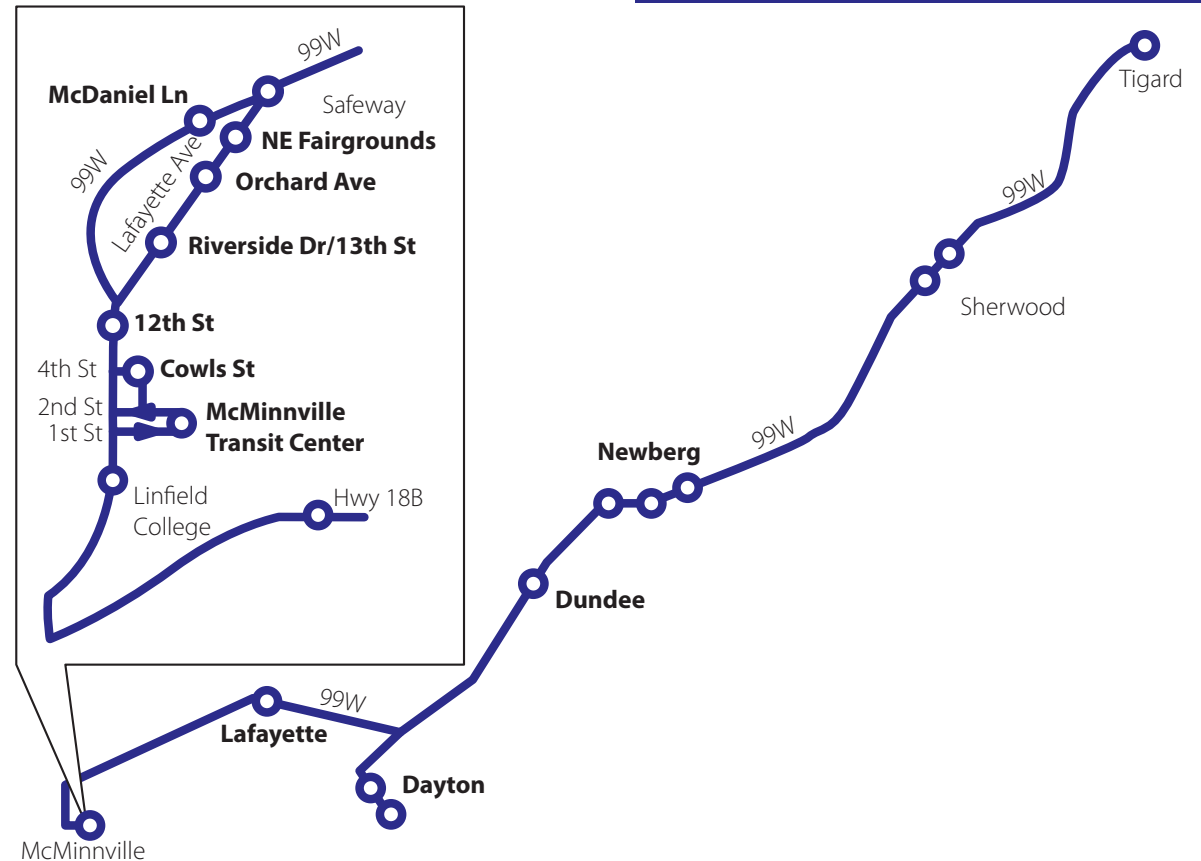 99W
McDaniel Ln
Safeway
NE Fairgrounds
99W
Lafayette Ave
Orchard Ave
Riverside Dr/13th St
12th St
4th St
Cowls St
2nd St
1st St
McMinnville
Transit Center
Linfield
College
Hwy 18B
Tigard
99W
Sherwood
99W
Newberg
Dundee
99W
Lafayette
Dayton
McMinnville